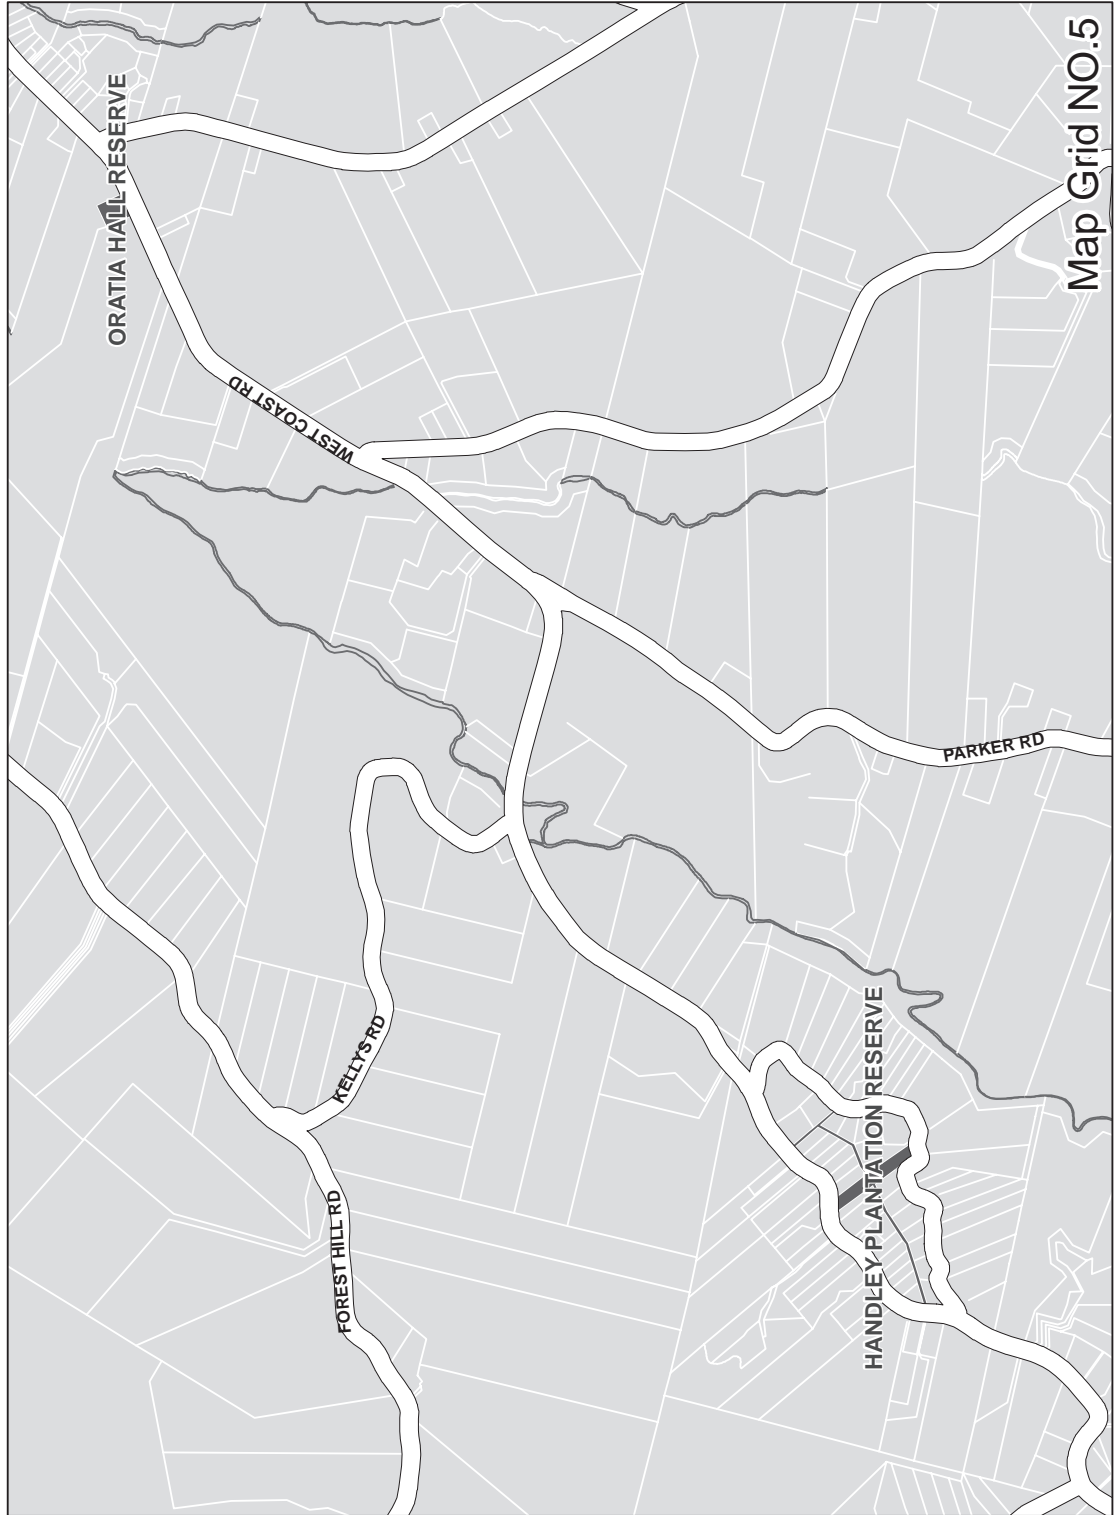 Map Grid NO.5
ORATIA HALL RESERVE
WEST COAST RD
PARKER RD
KELLYS RD
FOREST HILL RD
HANDLEY PLANTATION RESERVE